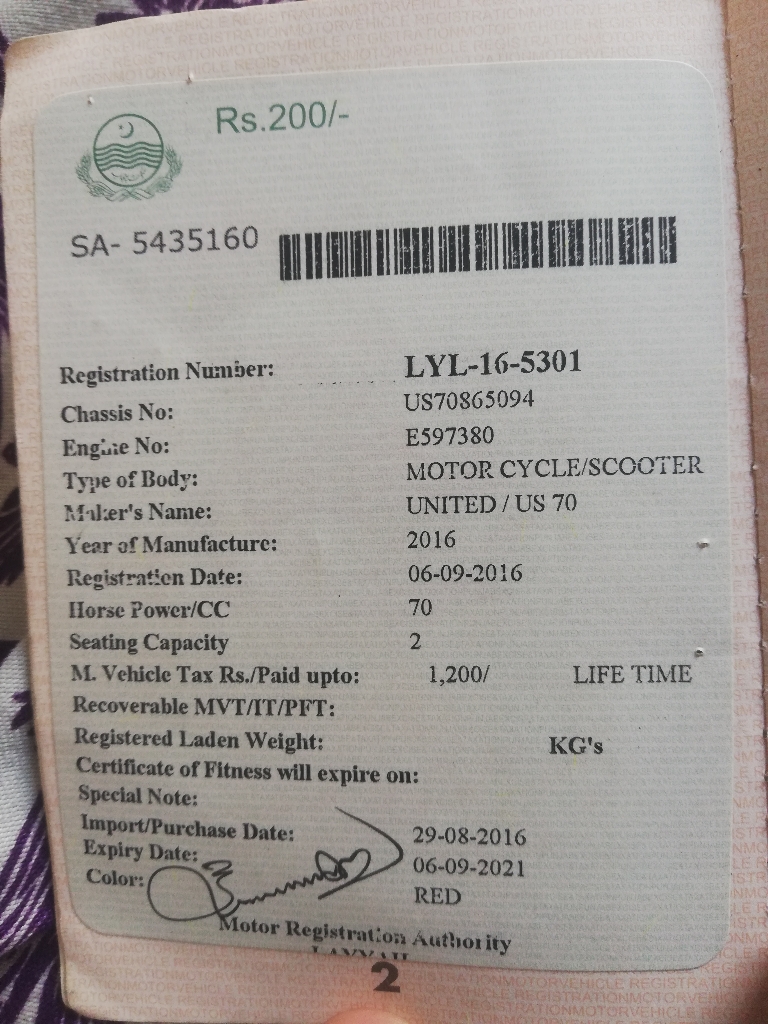 Rs.200/-
SA- 5435160
Registration Number: LYL-16-5301
Chassis No: US70865094
Engine No: E597380
Type of Body: MOTOR CYCLE/SCOOTER
Maker's Name: UNITED / US 70
Year of Manufacture: 2016
Registration Date: 06-09-2016
Horse Power/CC 70
Seating Capacity 2
M. Vehicle Tax Rs./Paid upto: 1,200/ LIFE TIME
Recoverable MVT/IT/PFT:
Registered Laden Weight: KG's
Certificate of Fitness will expire on:
Special Note:
Import/Purchase Date: 29-08-2016
Expiry Date: 06-09-2021
Color: RED
Motor Registration Authority
LAYYAH
2